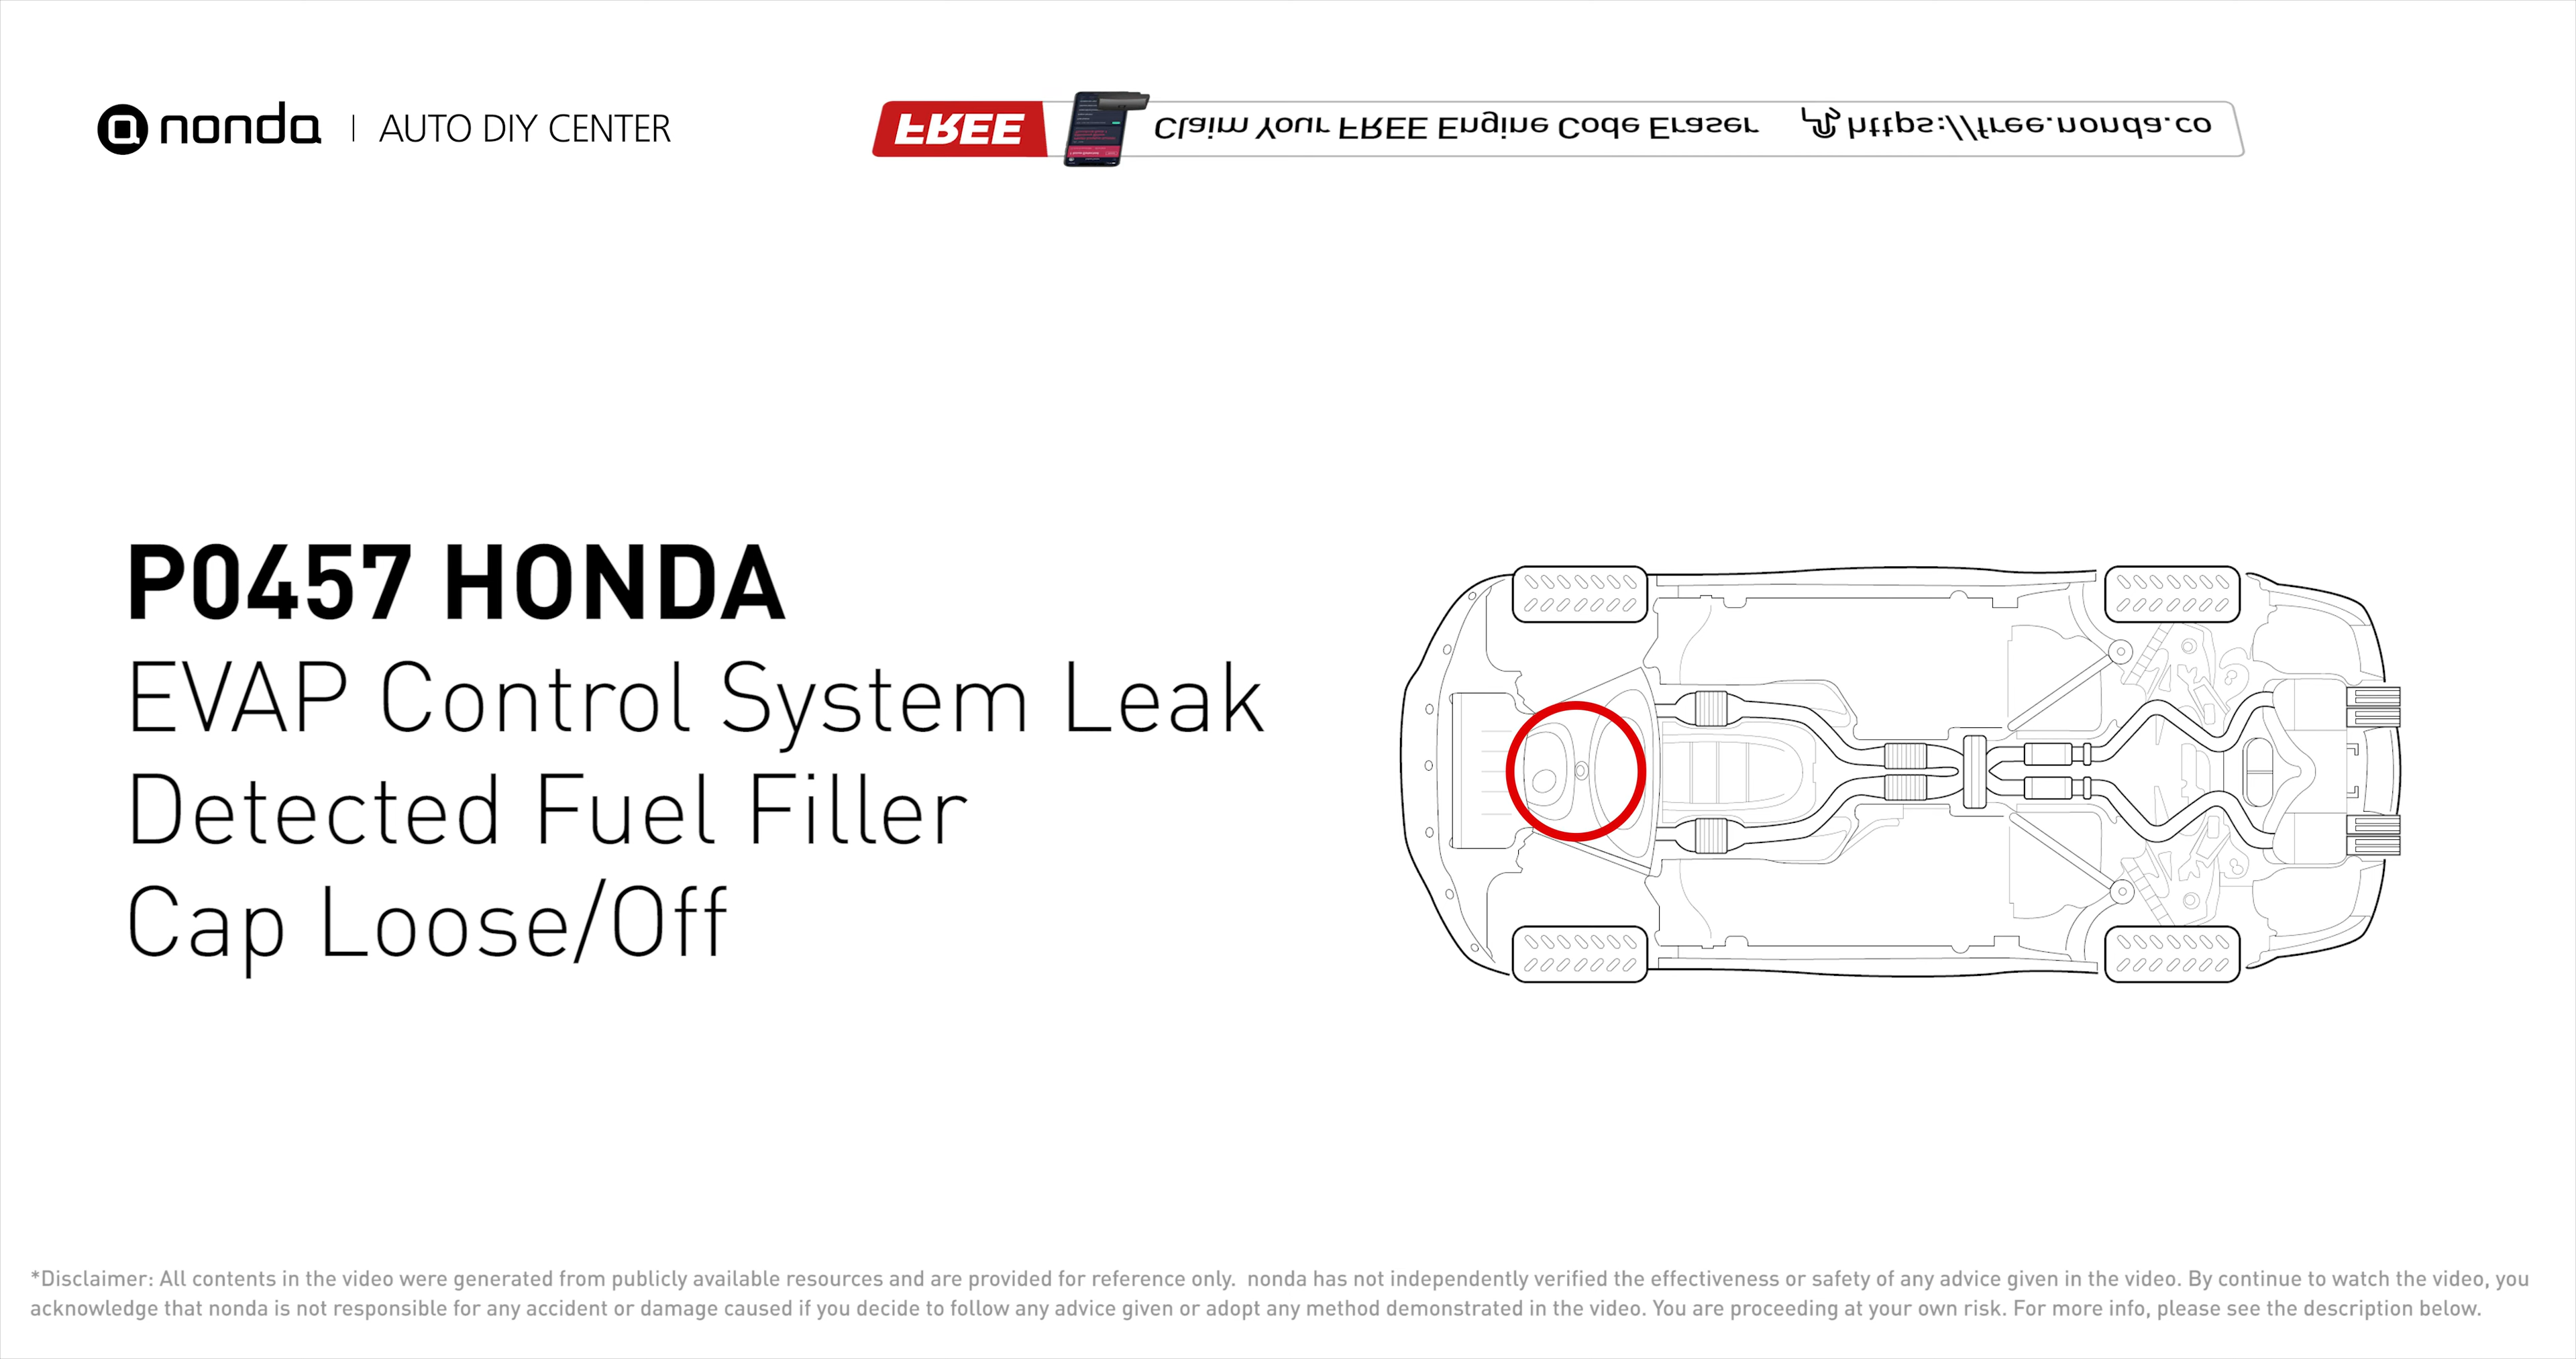 nonda | AUTO DIY CENTER
FREE Claim Your FREE Engine Code Eraser https://free.nonda.co
P0457 HONDA
EVAP Control System Leak
Detected Fuel Filler
Cap Loose/Off
*Disclaimer: All contents in the video were generated from publicly available resources and are provided for reference only. nonda has not independently verified the effectiveness or safety of any advice given in the video. By continue to watch the video, you
acknowledge that nonda is not responsible for any accident or damage caused if you decide to follow any advice given or adopt any method demonstrated in the video. You are proceeding at your own risk. For more info, please see the description below.